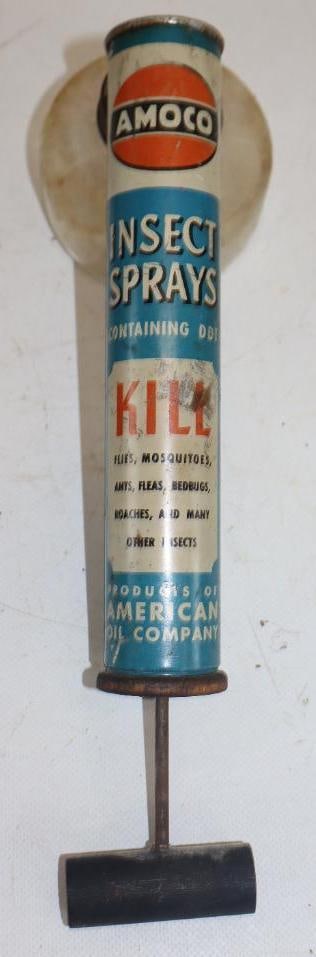 AMOCO
INSECT
SPRAYS
CONTAINING DDT
KILL
FLIES, MOSQUITOES,
ANTS, FLEAS, BEDBUGS,
ROACHES, AND MANY
OTHER INSECTS
PRODUCTS OF
AMERICAN
OIL COMPANY